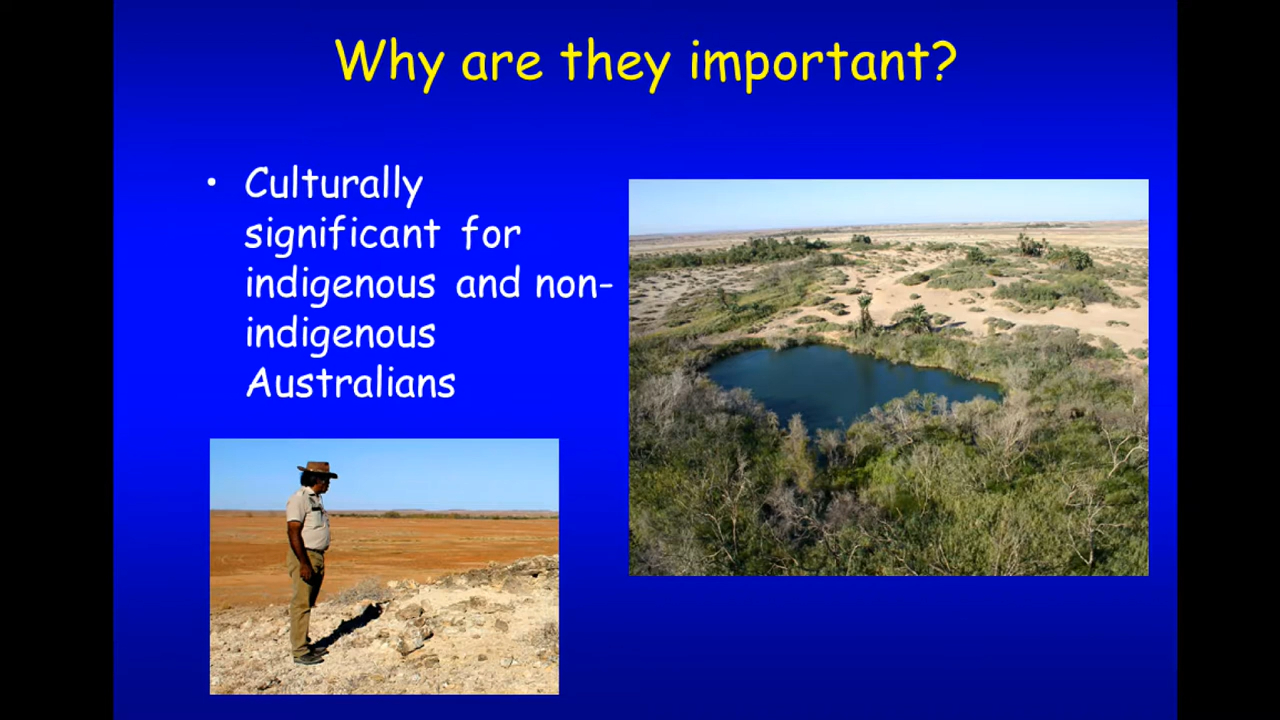 Why are they important?
• Culturally
significant for
indigenous and non-
indigenous
Australians